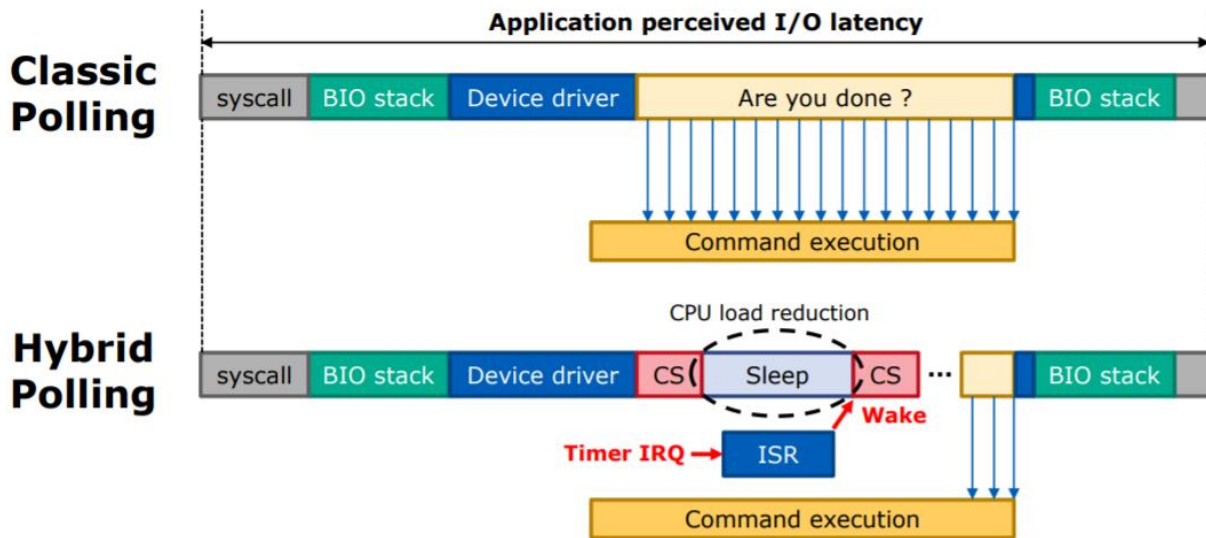 Application perceived I/O latency
Classic
Polling
syscall
BIO stack
Device driver
Are you done ?
BIO stack
Command execution
CPU load reduction
Hybrid
Polling
syscall
BIO stack
Device driver
CS
Sleep
CS
...
BIO stack
Wake
Timer IRQ
ISR
Command execution